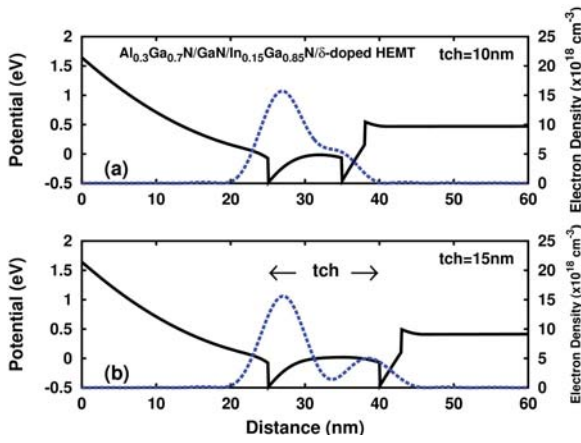 Al0.3Ga0.7N/GaN/In0.15Ga0.85N/δ-doped HEMT
tch=10nm
(a)
Potential (eV)
2
1.5
1
0.5
0
-0.5
Electron Density (x10^18 cm^-3)
25
20
15
10
5
0
0 10 20 30 40 50 60
tch=15nm
tch
(b)
Potential (eV)
2
1.5
1
0.5
0
-0.5
Electron Density (x10^18 cm^-3)
25
20
15
10
5
0
0 10 20 30 40 50 60
Distance (nm)